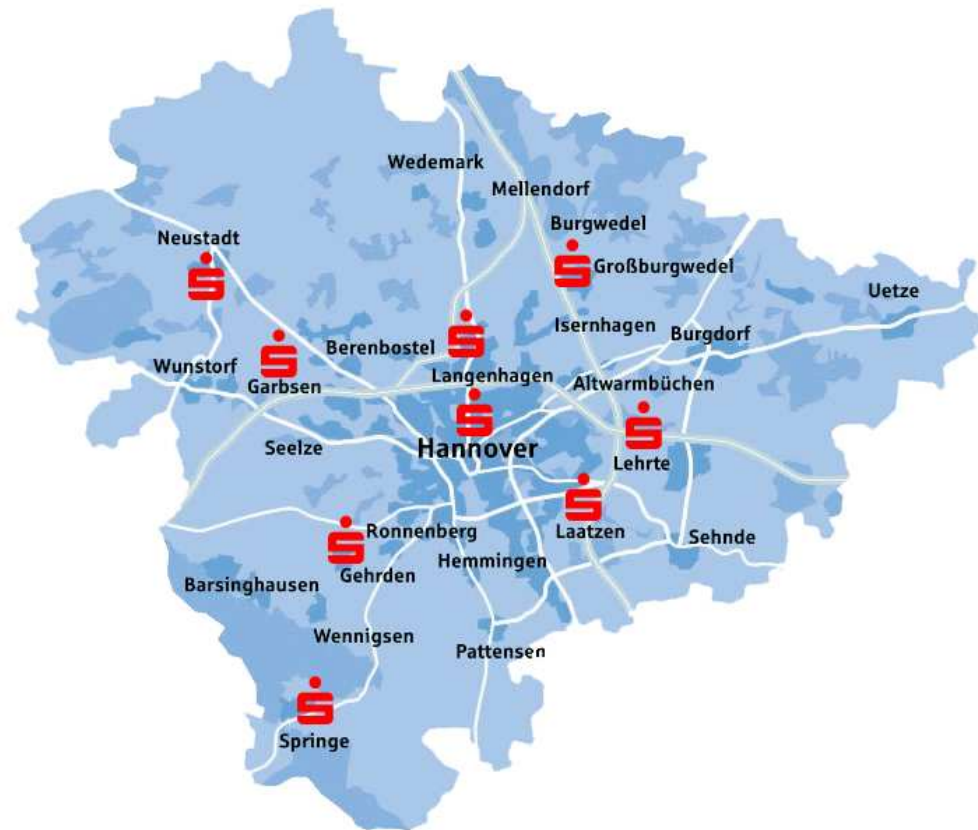 Wedemark
Mellendorf
Burgwedel
Neustadt
Großburgwedel
Uetze
Isernhagen
Burgdorf
Berenbostel
Wunstorf
Langenhagen
Garbsen
Altwarmbüchen
Seelze
Hannover
Lehrte
Ronnenberg
Laatzen
Sehnde
Hemmingen
Gehrden
Barsinghausen
Wennigsen
Pattensen
Springe